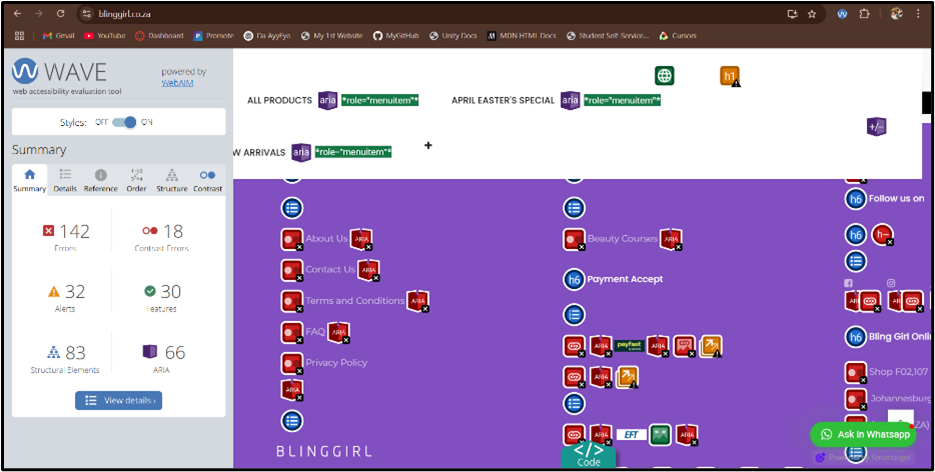 blinggirl.co.za
Gmail YouTube Dashboard Promote Da AyyEyo My 1st Website MyGitHub Unity Docs MDN HTML Docs Student Self-Service... Cursors
WAVE
powered by
WebAIM
web accessibility evaluation tool
Styles: OFF ON
Summary
Summary Details Reference Order Structure Contrast
142
Errors
18
Contrast Errors
32
Alerts
30
Features
83
Structural Elements
66
ARIA
View details ›
ALL PRODUCTS aria *role="menuitem"*
APRIL EASTER'S SPECIAL aria *role="menuitem"*
h1
+/-
W ARRIVALS aria *role="menuitem"* +
About Us ARIA
Contact Us ARIA
Terms and Conditions ARIA
FAQ ARIA
Privacy Policy
ARIA
BLINGGIRL
Beauty Courses ARIA
h6 Payment Accept
ARIA payfast ARIA
ARIA
ARIA EFT ARIA
</>
Code
h6 Follow us on
h6 h-
ARIA ARIA
h6 Bling Girl Onli
Shop F02,107
Johannesburg
ZA)
Ask in Whatsapp